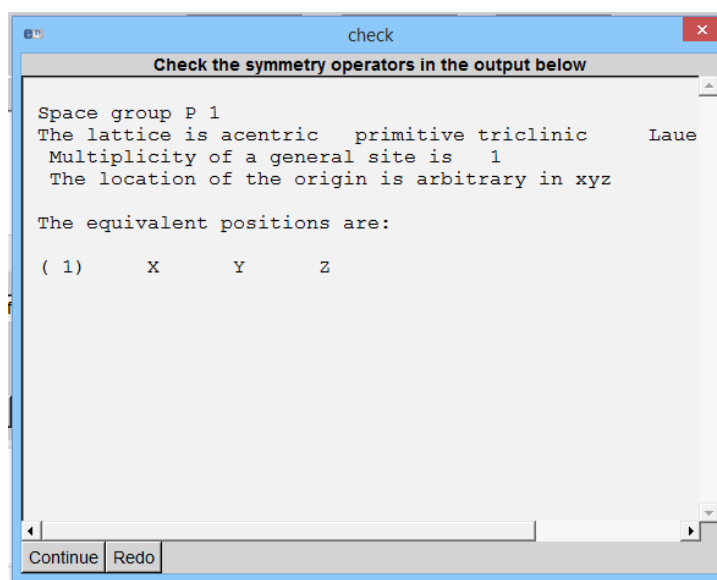 check
Check the symmetry operators in the output below
Space group P 1
The lattice is acentric primitive triclinic Laue
Multiplicity of a general site is 1
The location of the origin is arbitrary in xyz
The equivalent positions are:
( 1) X Y Z
Continue Redo